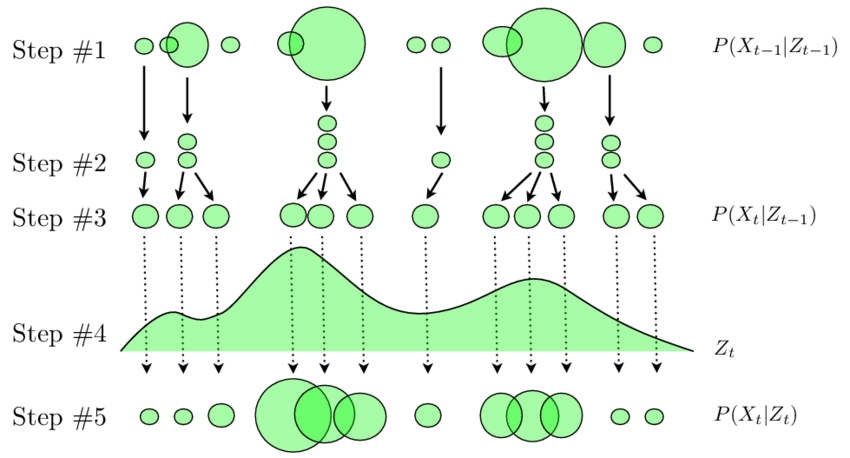 Step #1 P(X_{t-1}|Z_{t-1})
Step #2
Step #3 P(X_t|Z_{t-1})
Step #4 Z_t
Step #5 P(X_t|Z_t)